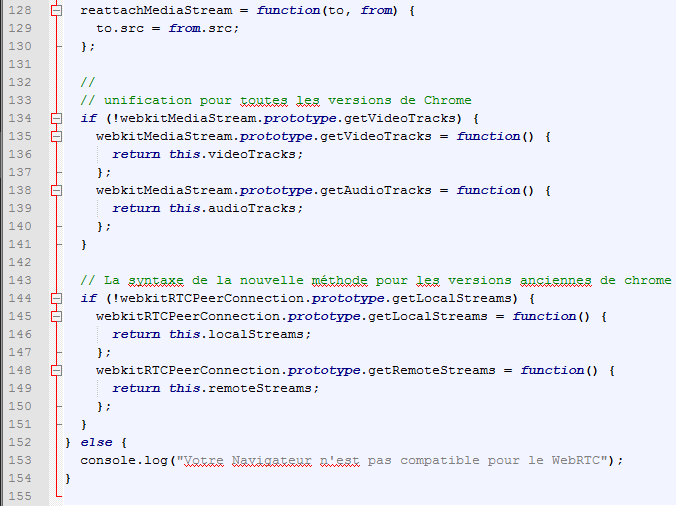 128 reattachMediaStream = function(to, from) {
129 to.src = from.src;
130 };
131
132 //
133 // unification pour toutes les versions de Chrome
134 if (!webkitMediaStream.prototype.getVideoTracks) {
135 webkitMediaStream.prototype.getVideoTracks = function() {
136 return this.videoTracks;
137 };
138 webkitMediaStream.prototype.getAudioTracks = function() {
139 return this.audioTracks;
140 };
141 }
142
143 // La syntaxe de la nouvelle méthode pour les versions anciennes de chrome
144 if (!webkitRTCPeerConnection.prototype.getLocalStreams) {
145 webkitRTCPeerConnection.prototype.getLocalStreams = function() {
146 return this.localStreams;
147 };
148 webkitRTCPeerConnection.prototype.getRemoteStreams = function() {
149 return this.remoteStreams;
150 };
151 }
152 } else {
153 console.log("Votre Navigateur n'est pas compatible pour le WebRTC");
154 }
155